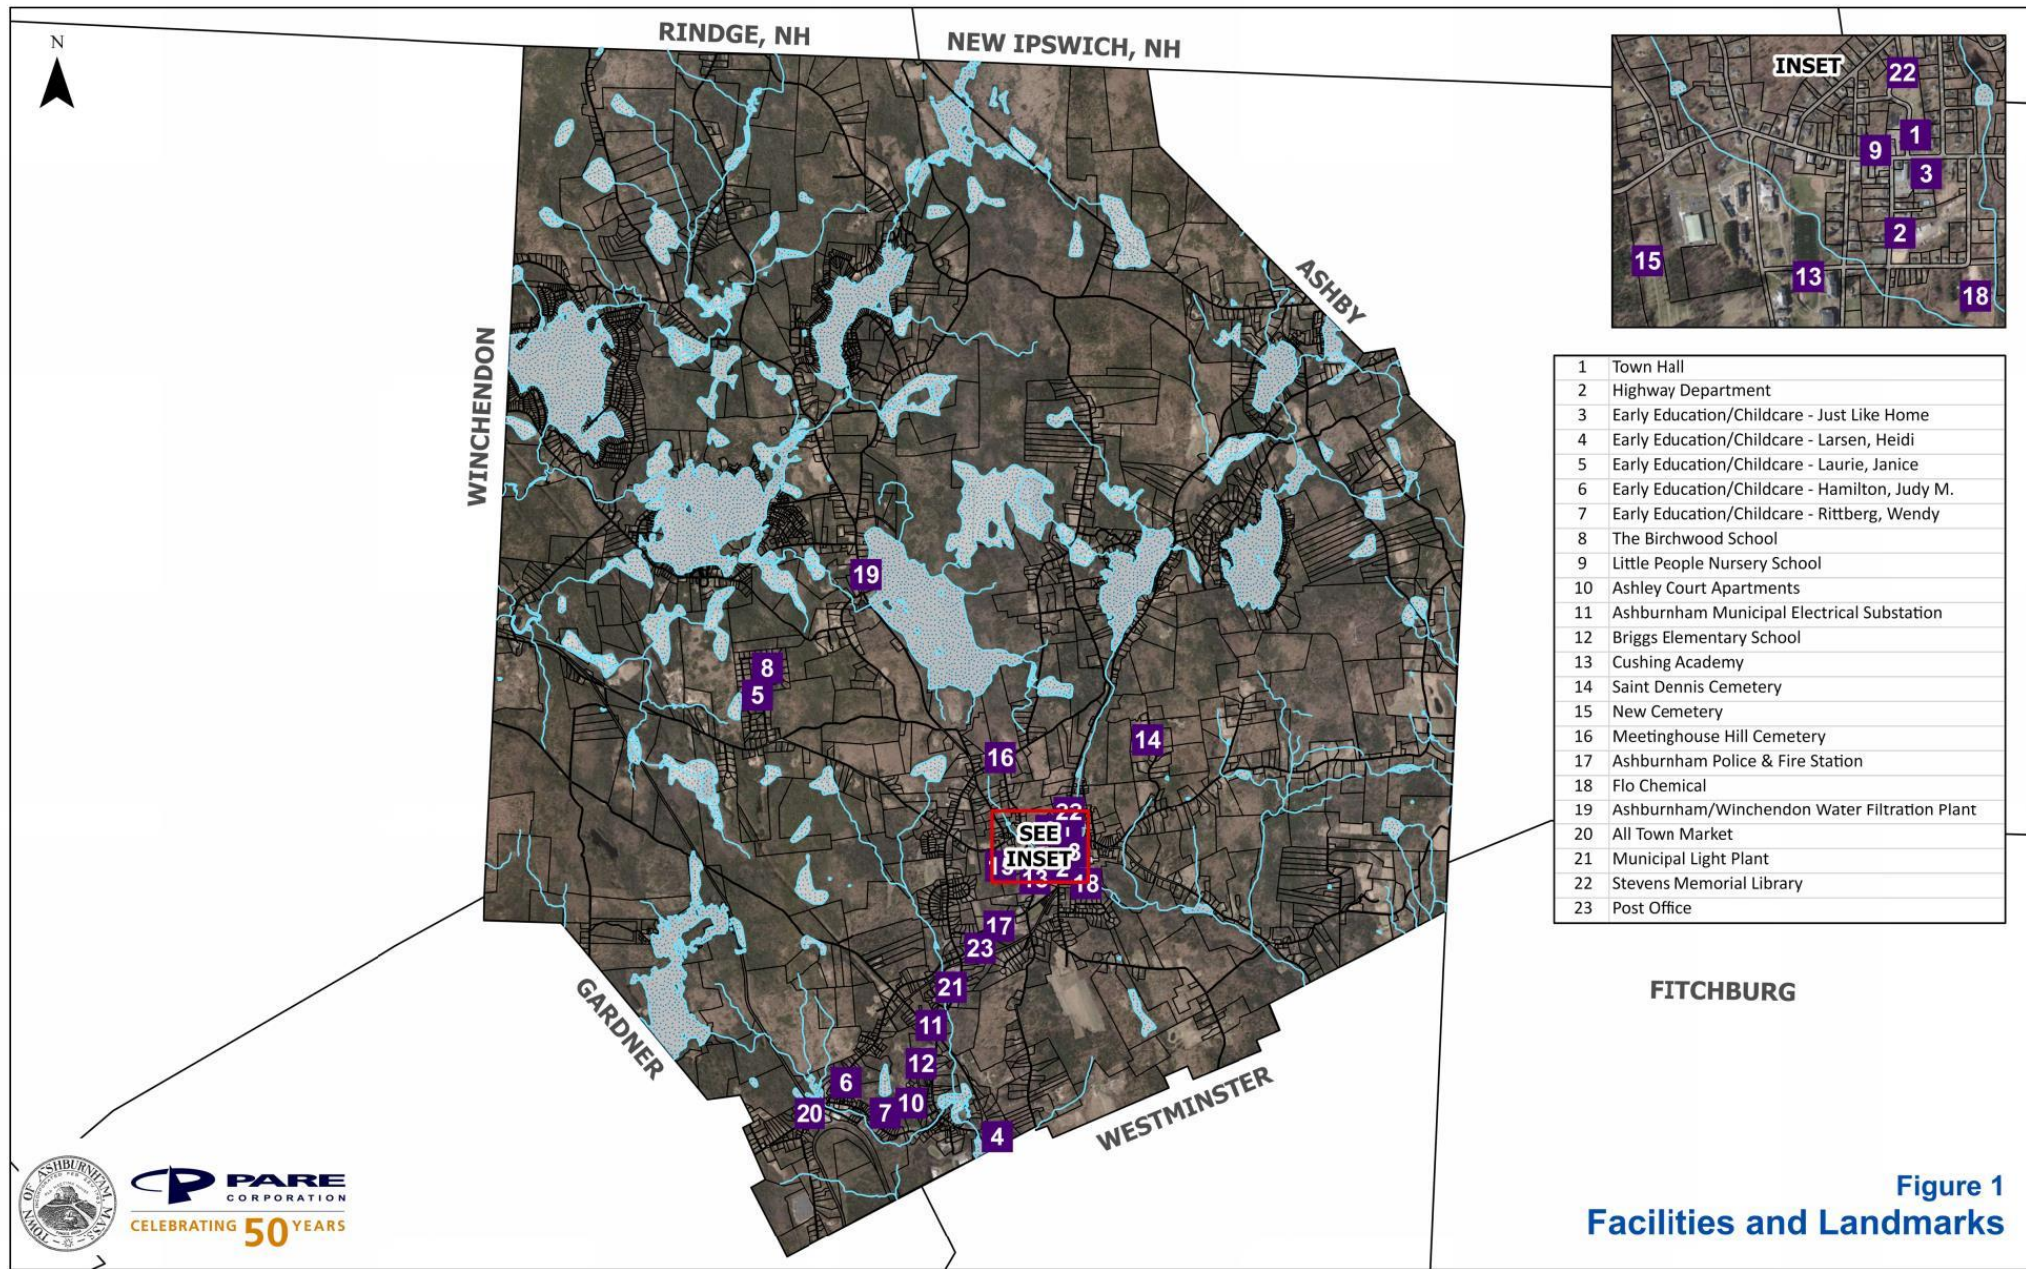 RINDGE, NH
NEW IPSWICH, NH
N
INSET
22
1
9
3
2
15
13
18
ASHBY
WINCHENDON
1 Town Hall
2 Highway Department
3 Early Education/Childcare - Just Like Home
4 Early Education/Childcare - Larsen, Heidi
5 Early Education/Childcare - Laurie, Janice
6 Early Education/Childcare - Hamilton, Judy M.
7 Early Education/Childcare - Rittberg, Wendy
8 The Birchwood School
9 Little People Nursery School
10 Ashley Court Apartments
11 Ashburnham Municipal Electrical Substation
12 Briggs Elementary School
13 Cushing Academy
14 Saint Dennis Cemetery
15 New Cemetery
16 Meetinghouse Hill Cemetery
17 Ashburnham Police & Fire Station
18 Flo Chemical
19 Ashburnham/Winchendon Water Filtration Plant
20 All Town Market
21 Municipal Light Plant
22 Stevens Memorial Library
23 Post Office
19
8
5
14
16
22
SEE
INSET
13
2
18
17
23
21
11
12
6
10
7
20
4
GARDNER
WESTMINSTER
FITCHBURG
TOWN OF ASHBURNHAM MASS.
PARE
CORPORATION
CELEBRATING 50 YEARS
Figure 1
Facilities and Landmarks